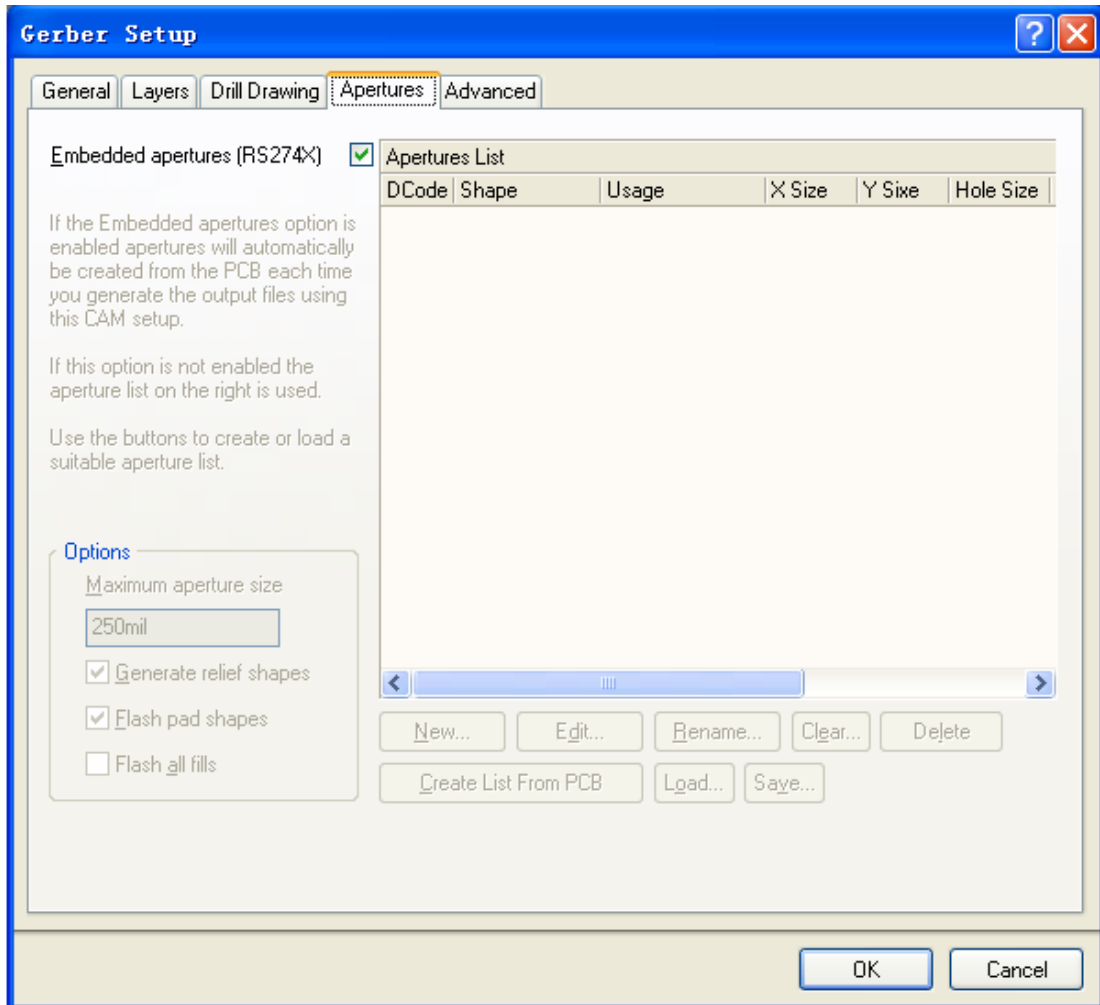 Gerber Setup
General Layers Drill Drawing Apertures Advanced
Embedded apertures (RS274X)
If the Embedded apertures option is
enabled apertures will automatically
be created from the PCB each time
you generate the output files using
this CAM setup.
If this option is not enabled the
aperture list on the right is used.
Use the buttons to create or load a
suitable aperture list.
Options
Maximum aperture size
250mil
Generate relief shapes
Flash pad shapes
Flash all fills
Apertures List
DCode Shape Usage X Size Y Sixe Hole Size
New... Edit... Rename... Clear... Delete
Create List From PCB Load... Save...
OK Cancel